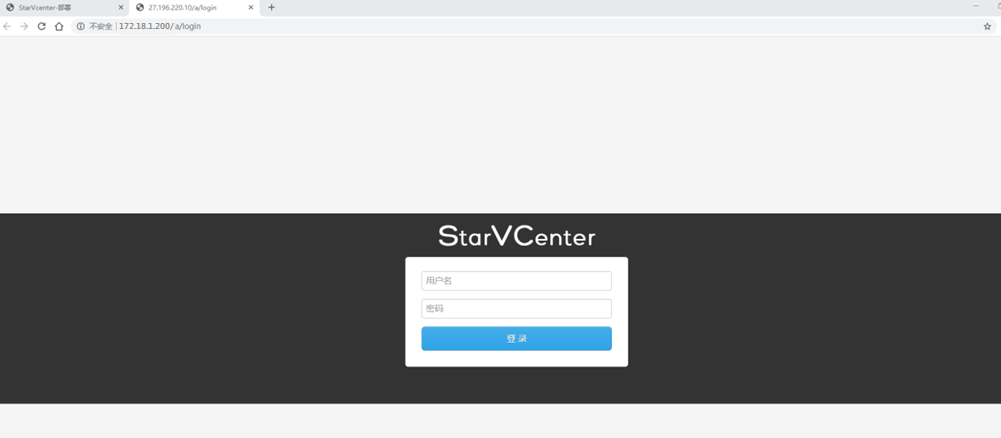 StarVcenter-部署
27.196.220.10/a/login
不安全 | 172.18.1.200/a/login
StarVCenter
用户名
密码
登 录